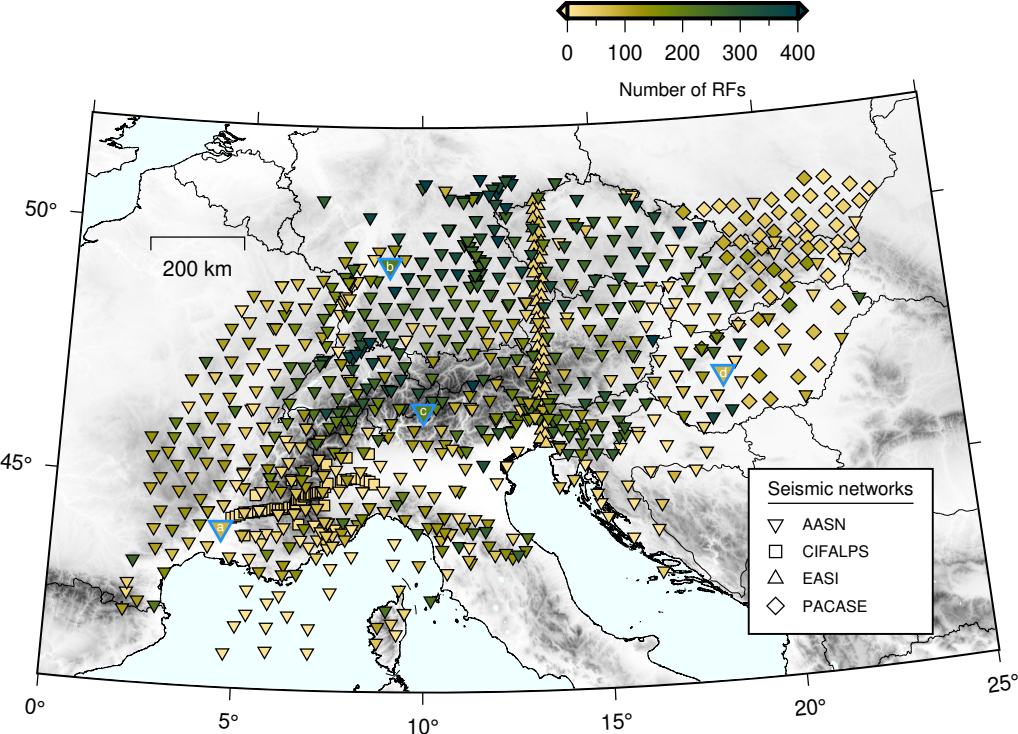 0 100 200 300 400
Number of RFs
50°
200 km
b
d
c
45°
a
Seismic networks
AASN
CIFALPS
EASI
PACASE
0° 5° 10° 15° 20° 25°